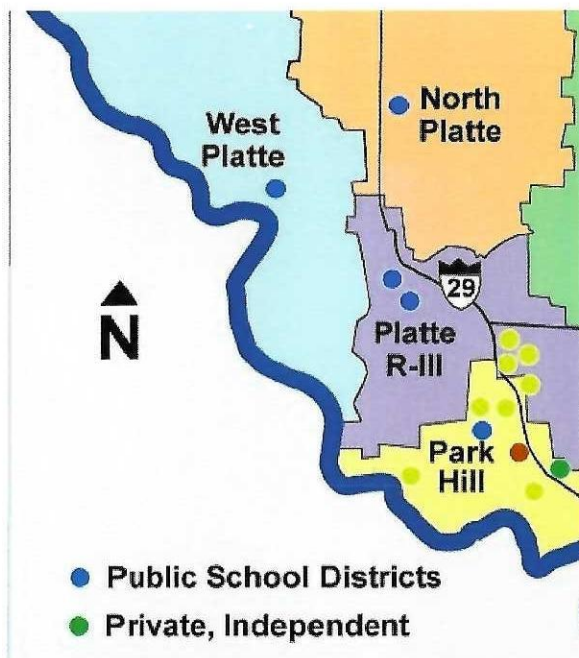 North
Platte
West
Platte
29
Platte
R-III
N
Park
Hill
Public School Districts
Private, Independent